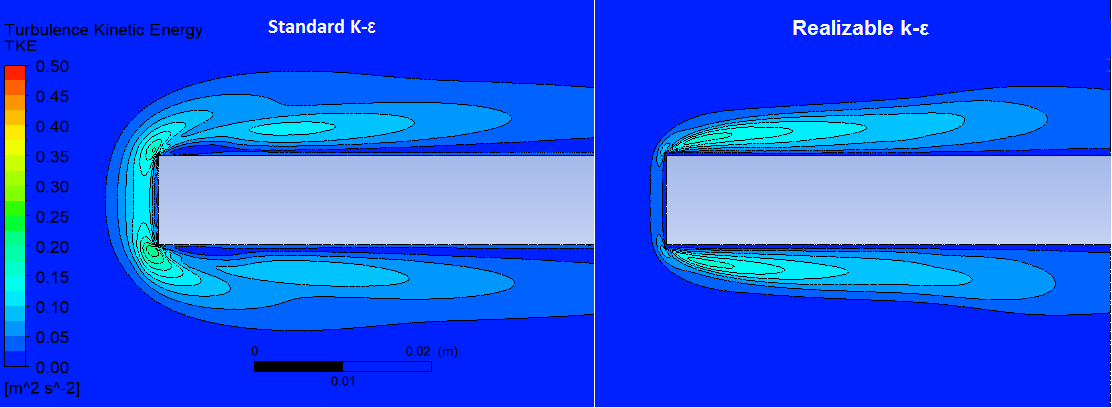 Standard K-ε
Realizable k-ε
Turbulence Kinetic Energy
TKE
0.50
0.45
0.40
0.35
0.30
0.25
0.20
0.15
0.10
0.05
0.00
[m^2 s^-2]
0 0.02 (m)
0.01